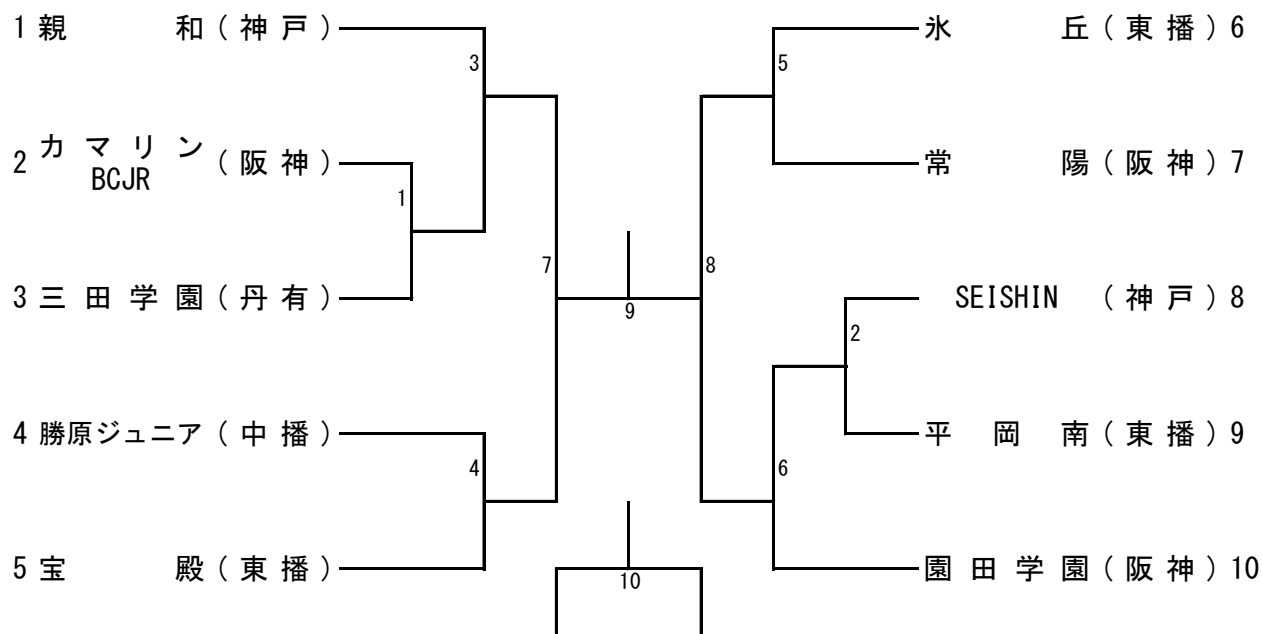 1 親 和 ( 神 戸 )
3
2 カ マ リ ン BCJR ( 阪 神 )
1
3 三 田 学 園 ( 丹 有 )
7
4 勝原ジュニア ( 中 播 )
4
5 宝 殿 ( 東 播 )
9
10
氷 丘 ( 東 播 ) 6
5
常 陽 ( 阪 神 ) 7
8
SEISHIN ( 神 戸 ) 8
2
平 岡 南 ( 東 播 ) 9
6
園 田 学 園 ( 阪 神 ) 10